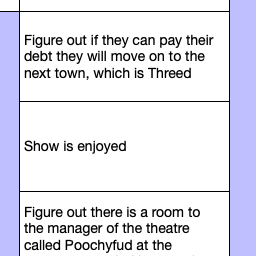 Figure out if they can pay their
debt they will move on to the
next town, which is Threed
Show is enjoyed
Figure out there is a room to
the manager of the theatre
called Poochyfud at the